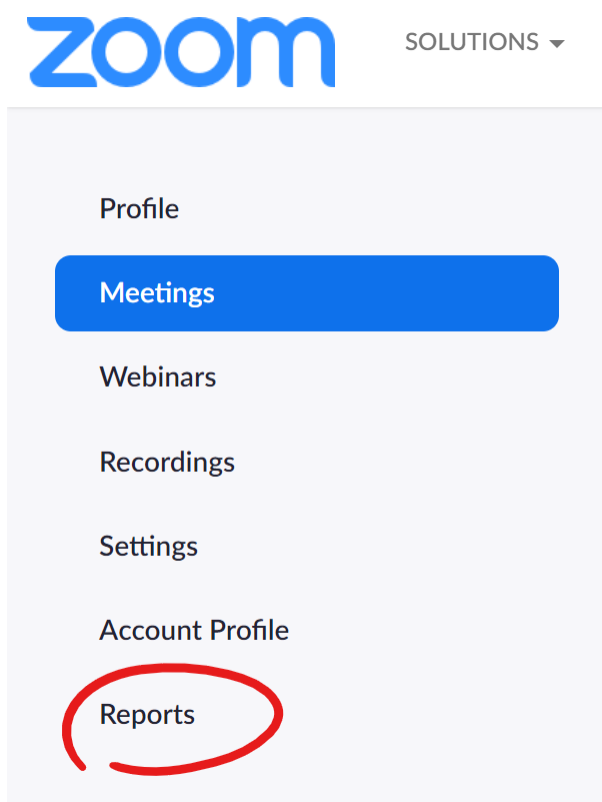 zoom
SOLUTIONS
Profile
Meetings
Webinars
Recordings
Settings
Account Profile
Reports